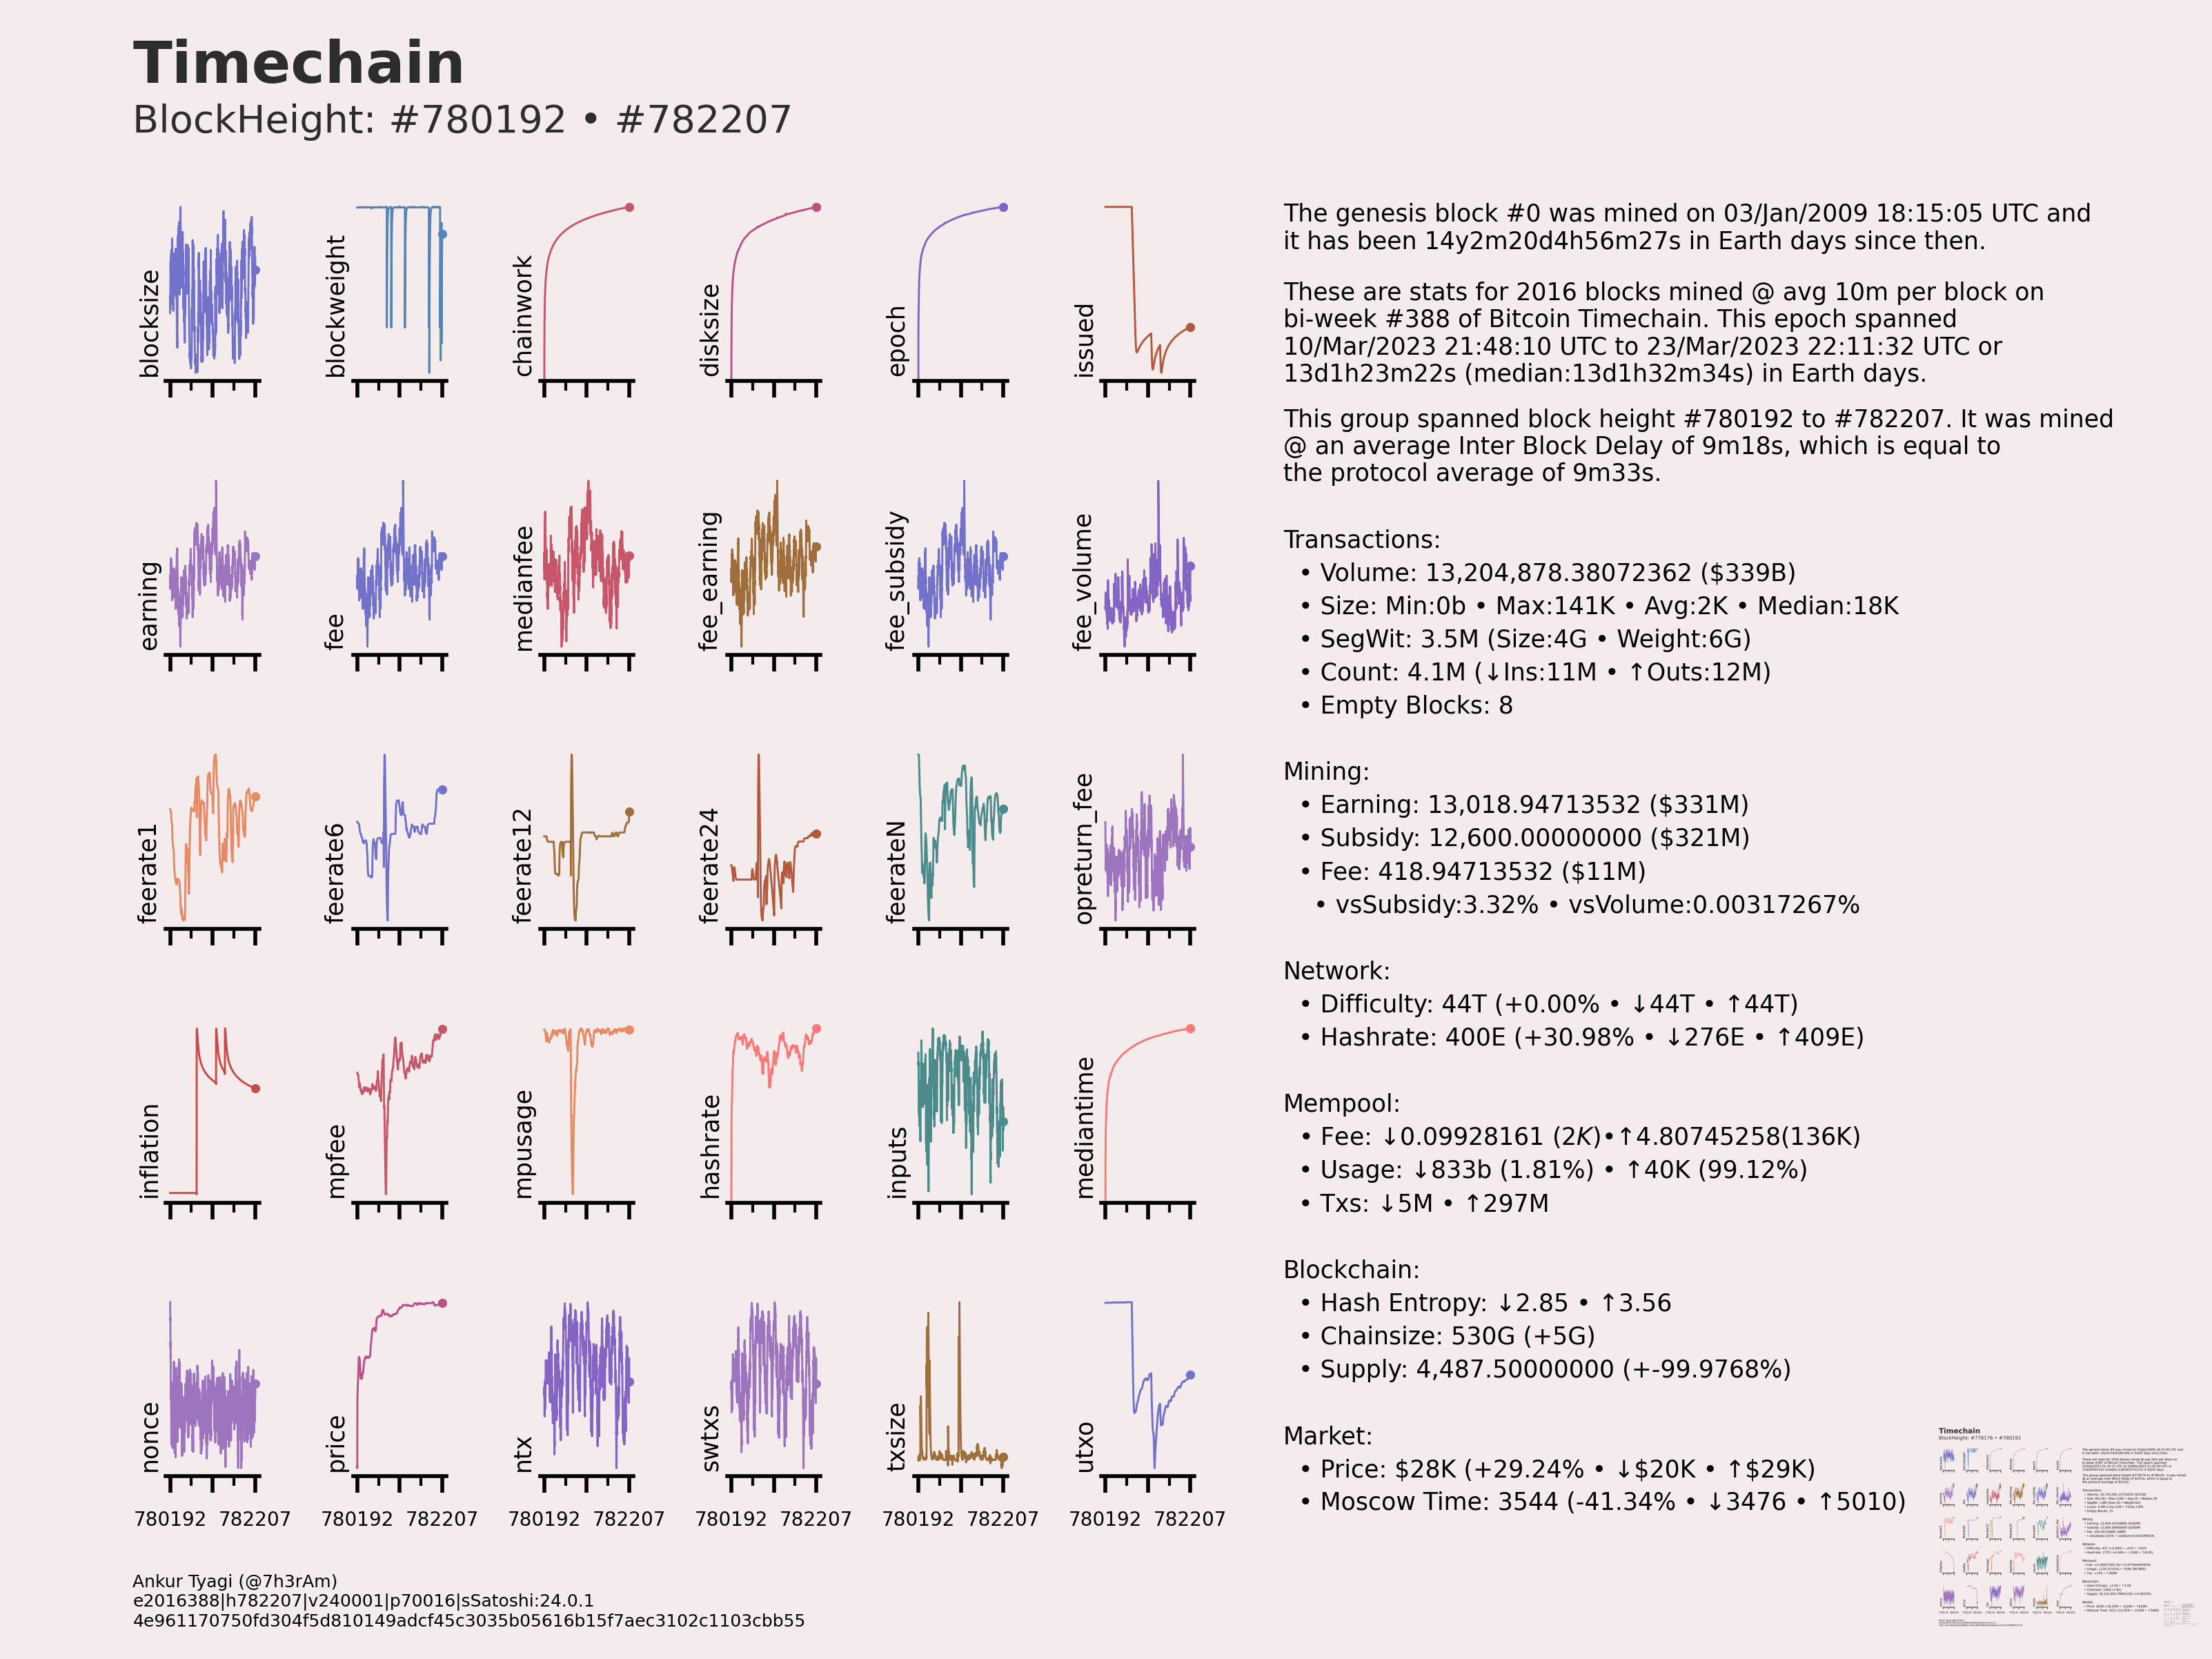 Timechain
BlockHeight: #780192 • #782207
blocksize
blockweight
chainwork
disksize
epoch
issued
earning
fee
medianfee
fee_earning
fee_subsidy
fee_volume
feerate1
feerate6
feerate12
feerate24
feerateN
opreturn_fee
inflation
mpfee
mpusage
hashrate
inputs
mediantime
nonce
price
ntx
swtxs
txsize
utxo
780192 782207 780192 782207 780192 782207 780192 782207 780192 782207 780192 782207
The genesis block #0 was mined on 03/Jan/2009 18:15:05 UTC and
it has been 14y2m20d4h56m27s in Earth days since then.
These are stats for 2016 blocks mined @ avg 10m per block on
bi-week #388 of Bitcoin Timechain. This epoch spanned
10/Mar/2023 21:48:10 UTC to 23/Mar/2023 22:11:32 UTC or
13d1h23m22s (median:13d1h32m34s) in Earth days.
This group spanned block height #780192 to #782207. It was mined
@ an average Inter Block Delay of 9m18s, which is equal to
the protocol average of 9m33s.
Transactions:
• Volume: 13,204,878.38072362 ($339B)
• Size: Min:0b • Max:141K • Avg:2K • Median:18K
• SegWit: 3.5M (Size:4G • Weight:6G)
• Count: 4.1M (↓Ins:11M • ↑Outs:12M)
• Empty Blocks: 8
Mining:
• Earning: 13,018.94713532 ($331M)
• Subsidy: 12,600.00000000 ($321M)
• Fee: 418.94713532 ($11M)
• vsSubsidy:3.32% • vsVolume:0.00317267%
Network:
• Difficulty: 44T (+0.00% • ↓44T • ↑44T)
• Hashrate: 400E (+30.98% • ↓276E • ↑409E)
Mempool:
• Fee: ↓0.09928161 (2K)•↑4.80745258(136K)
• Usage: ↓833b (1.81%) • ↑40K (99.12%)
• Txs: ↓5M • ↑297M
Blockchain:
• Hash Entropy: ↓2.85 • ↑3.56
• Chainsize: 530G (+5G)
• Supply: 4,487.50000000 (+-99.9768%)
Market:
• Price: $28K (+29.24% • ↓$20K • ↑$29K)
• Moscow Time: 3544 (-41.34% • ↓3476 • ↑5010)
Ankur Tyagi (@7h3rAm)
e2016388|h782207|v240001|p70016|sSatoshi:24.0.1
4e961170750fd304f5d810149adcf45c3035b05616b15f7aec3102c1103cbb55
Timechain
BlockHeight: #778176 • #780191